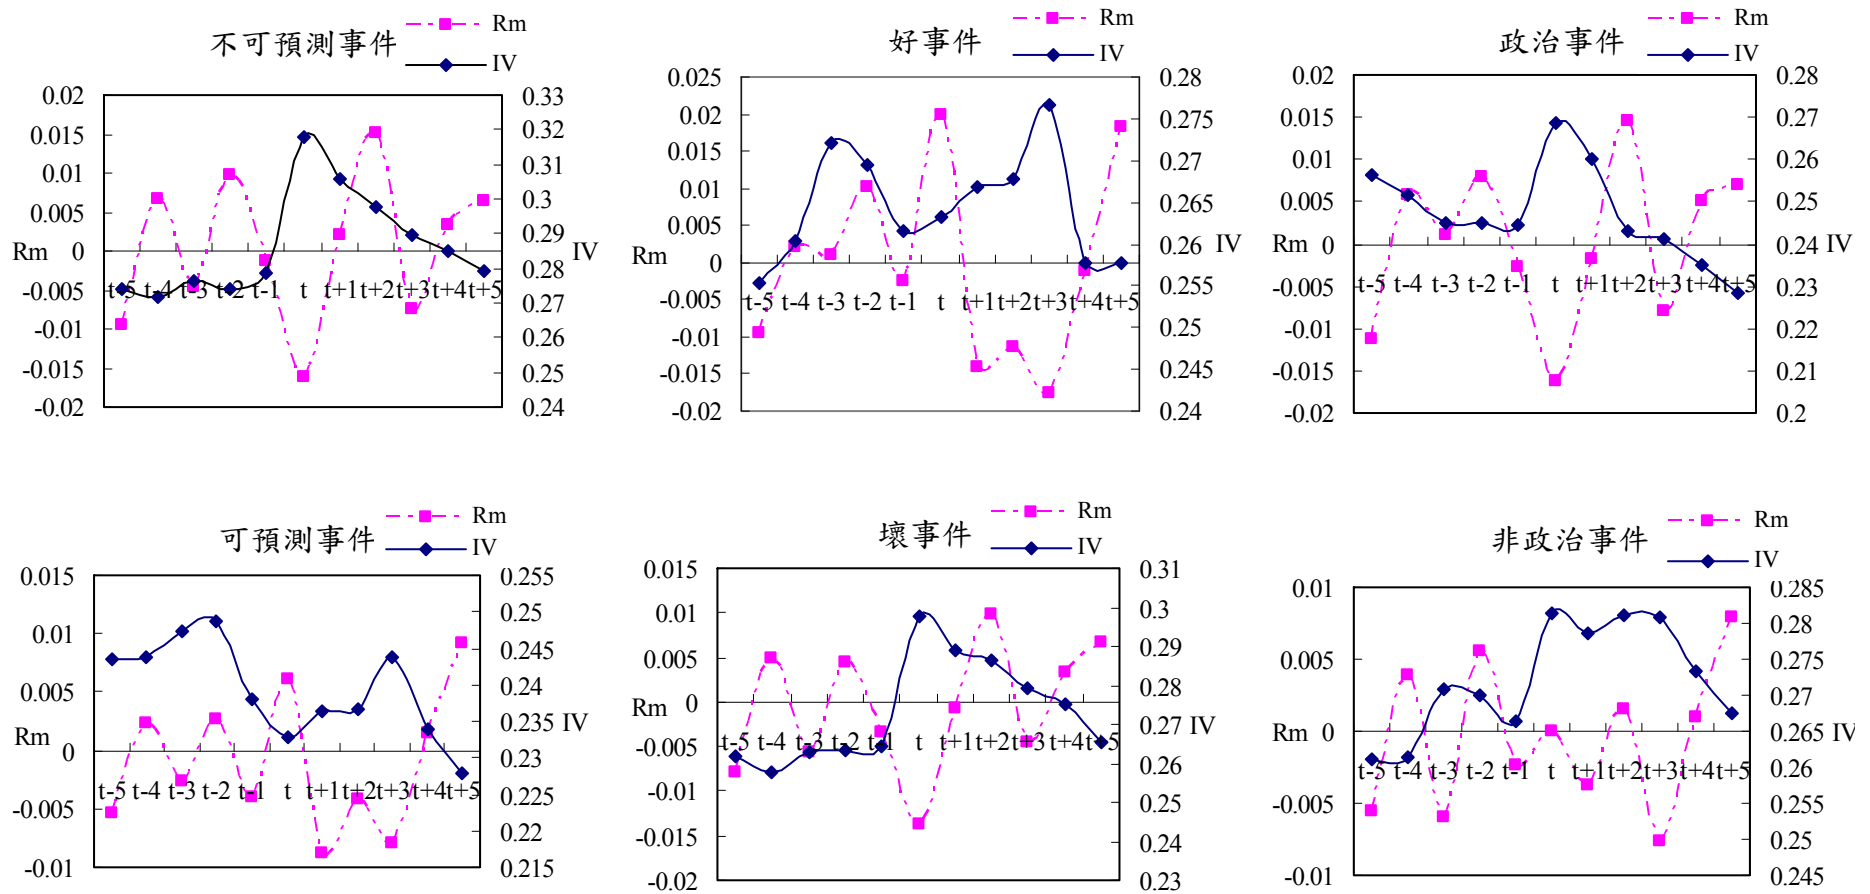 不可預測事件
Rm
IV
0.02
0.015
0.01
0.005
0
-0.005
-0.01
-0.015
-0.02
Rm
0.33
0.32
0.31
0.3
0.29
0.28
0.27
0.26
0.25
0.24
IV
t-5 t-4 t-3 t-2 t-1 t t+1 t+2 t+3 t+4 t+5
好事件
Rm
IV
0.025
0.02
0.015
0.01
0.005
0
-0.005
-0.01
-0.015
-0.02
Rm
0.28
0.275
0.27
0.265
0.26
0.255
0.25
0.245
0.24
IV
t-5 t-4 t-3 t-2 t-1 t t+1 t+2 t+3 t+4 t+5
政治事件
Rm
IV
0.02
0.015
0.01
0.005
0
-0.005
-0.01
-0.015
-0.02
Rm
0.28
0.27
0.26
0.25
0.24
0.23
0.22
0.21
0.2
IV
t-5 t-4 t-3 t-2 t-1 t t+1 t+2 t+3 t+4 t+5
可預測事件
Rm
IV
0.015
0.01
0.005
0
-0.005
-0.01
Rm
0.255
0.25
0.245
0.24
0.235
0.23
0.225
0.22
0.215
IV
t-5 t-4 t-3 t-2 t-1 t t+1 t+2 t+3 t+4 t+5
壞事件
Rm
IV
0.015
0.01
0.005
0
-0.005
-0.01
-0.015
-0.02
Rm
0.31
0.3
0.29
0.28
0.27
0.26
0.25
0.24
0.23
IV
t-5 t-4 t-3 t-2 t-1 t t+1 t+2 t+3 t+4 t+5
非政治事件
Rm
IV
0.01
0.005
0
-0.005
-0.01
Rm
0.285
0.28
0.275
0.27
0.265
0.26
0.255
0.25
0.245
IV
t-5 t-4 t-3 t-2 t-1 t t+1 t+2 t+3 t+4 t+5